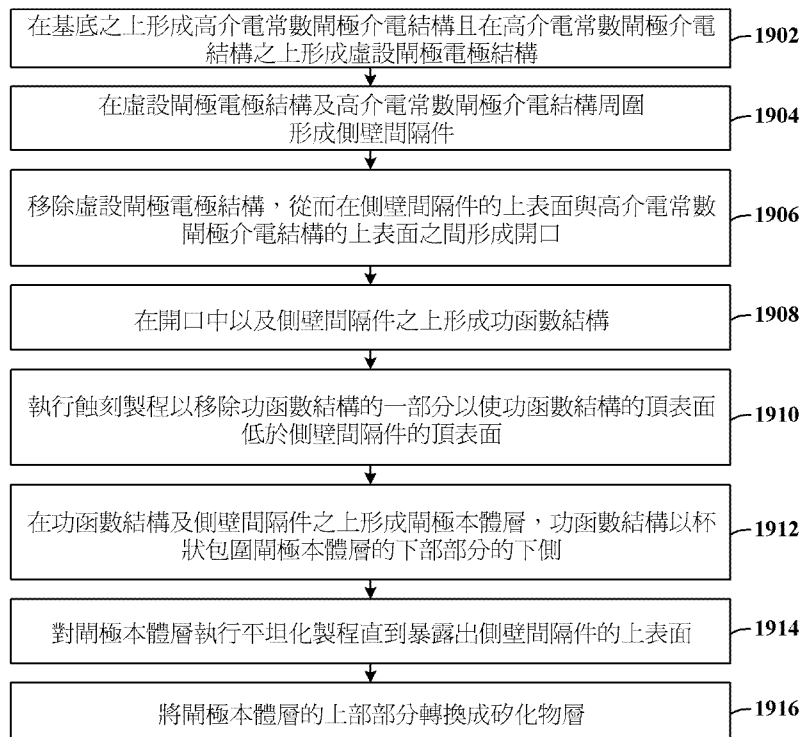 在基底之上形成高介電常數閘極介電結構且在高介電常數閘極介電
結構之上形成虛設閘極電極結構
1902
在虛設閘極電極結構及高介電常數閘極介電結構周圍
形成側壁間隔件
1904
移除虛設閘極電極結構，從而在側壁間隔件的上表面與高介電常數
閘極介電結構的上表面之間形成開口
1906
在開口中以及側壁間隔件之上形成功函數結構
1908
執行蝕刻製程以移除功函數結構的一部分以使功函數結構的頂表面
低於側壁間隔件的頂表面
1910
在功函數結構及側壁間隔件之上形成閘極本體層，功函數結構以杯
狀包圍閘極本體層的下部部分的下側
1912
對閘極本體層執行平坦化製程直到暴露出側壁間隔件的上表面
1914
將閘極本體層的上部部分轉換成矽化物層
1916